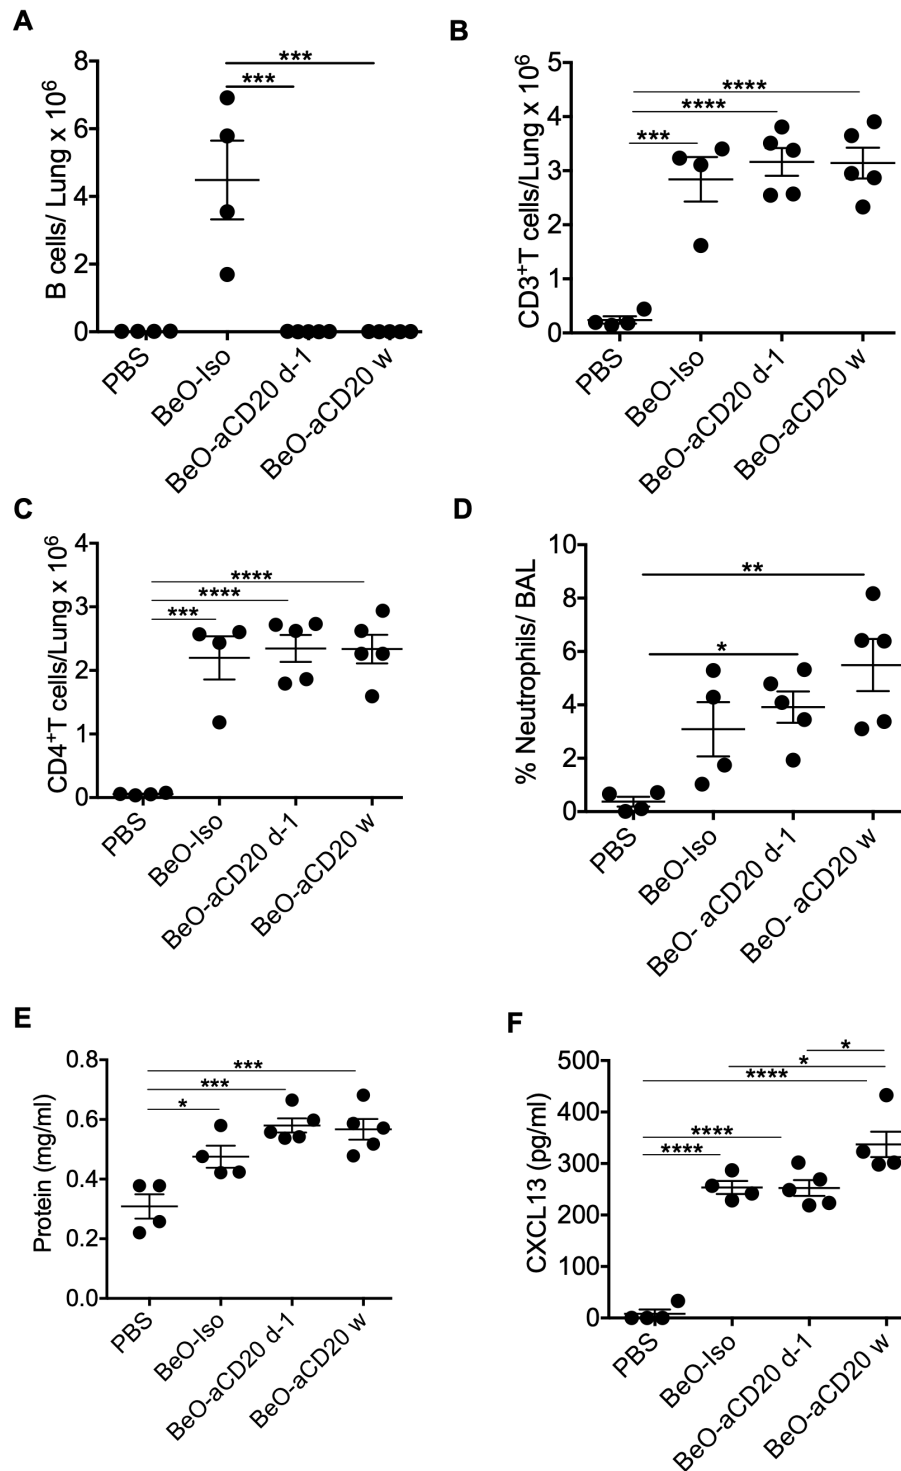 A
B cells/ Lung x 10⁶
8
6
4
2
0
***
***
PBS
BeO-Iso
BeO-aCD20 d-1
BeO-aCD20 w
B
CD3⁺T cells/Lung x 10⁶
5
4
3
2
1
0
****
****
***
PBS
BeO-Iso
BeO-aCD20 d-1
BeO-aCD20 w
C
CD4⁺T cells/Lung x 10⁶
4
3
2
1
0
****
****
***
PBS
BeO-Iso
BeO-aCD20 d-1
BeO-aCD20 w
D
% Neutrophils/ BAL
10
8
6
4
2
0
**
*
PBS
BeO-Iso
BeO- aCD20 d-1
BeO- aCD20 w
E
Protein (mg/ml)
0.8
0.6
0.4
0.2
0.0
***
***
*
PBS
BeO-Iso
BeO-aCD20 d-1
BeO-aCD20 w
F
CXCL13 (pg/ml)
500
400
300
200
100
0
*
*
****
****
****
PBS
BeO-Iso
BeO-aCD20 d-1
BeO-aCD20 w